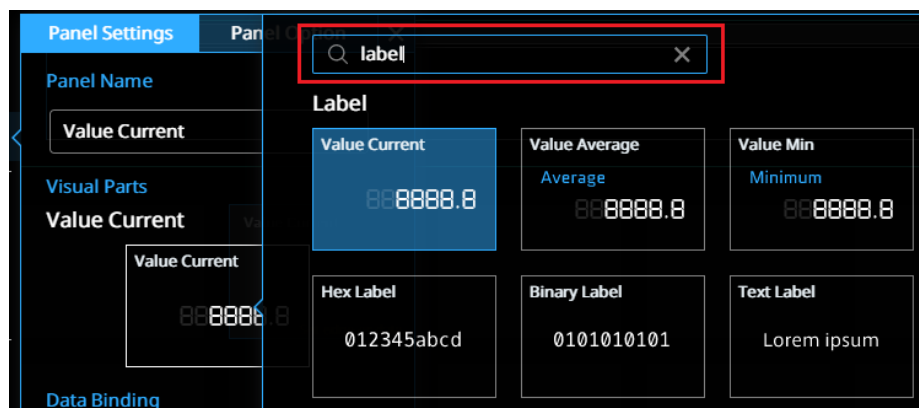 Panel Settings
Panel Option
Panel Name
Value Current
Visual Parts
Value Current
Value Current
8888.8
Data Binding
label
Label
Value Current
8888.8
Value Average
Average
8888.8
Value Min
Minimum
8888.8
Hex Label
012345abcd
Binary Label
0101010101
Text Label
Lorem ipsum